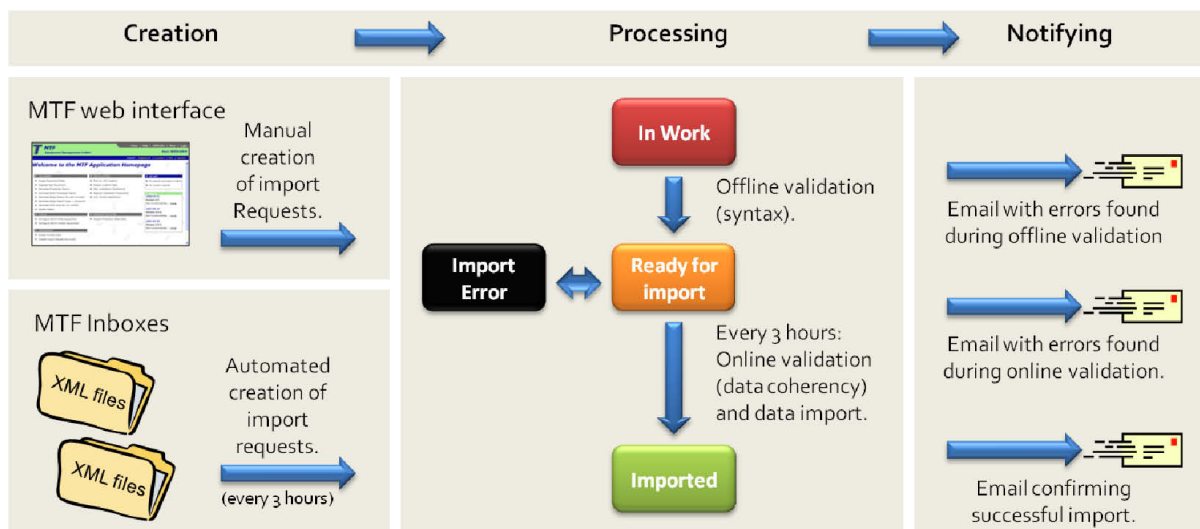 Creation
Processing
Notifying
MTF web interface
MTF
Welcome to the MTF Application Homepage
Manual
creation
of import
Requests.
MTF Inboxes
XML files
XML files
Automated
creation of
import
requests.
(every 3 hours)
In Work
Offline validation
(syntax).
Import
Error
Ready for
import
Every 3 hours:
Online validation
(data coherency)
and data import.
Imported
Email with errors found
during offline validation
Email with errors found
during online validation.
Email confirming
successful import.